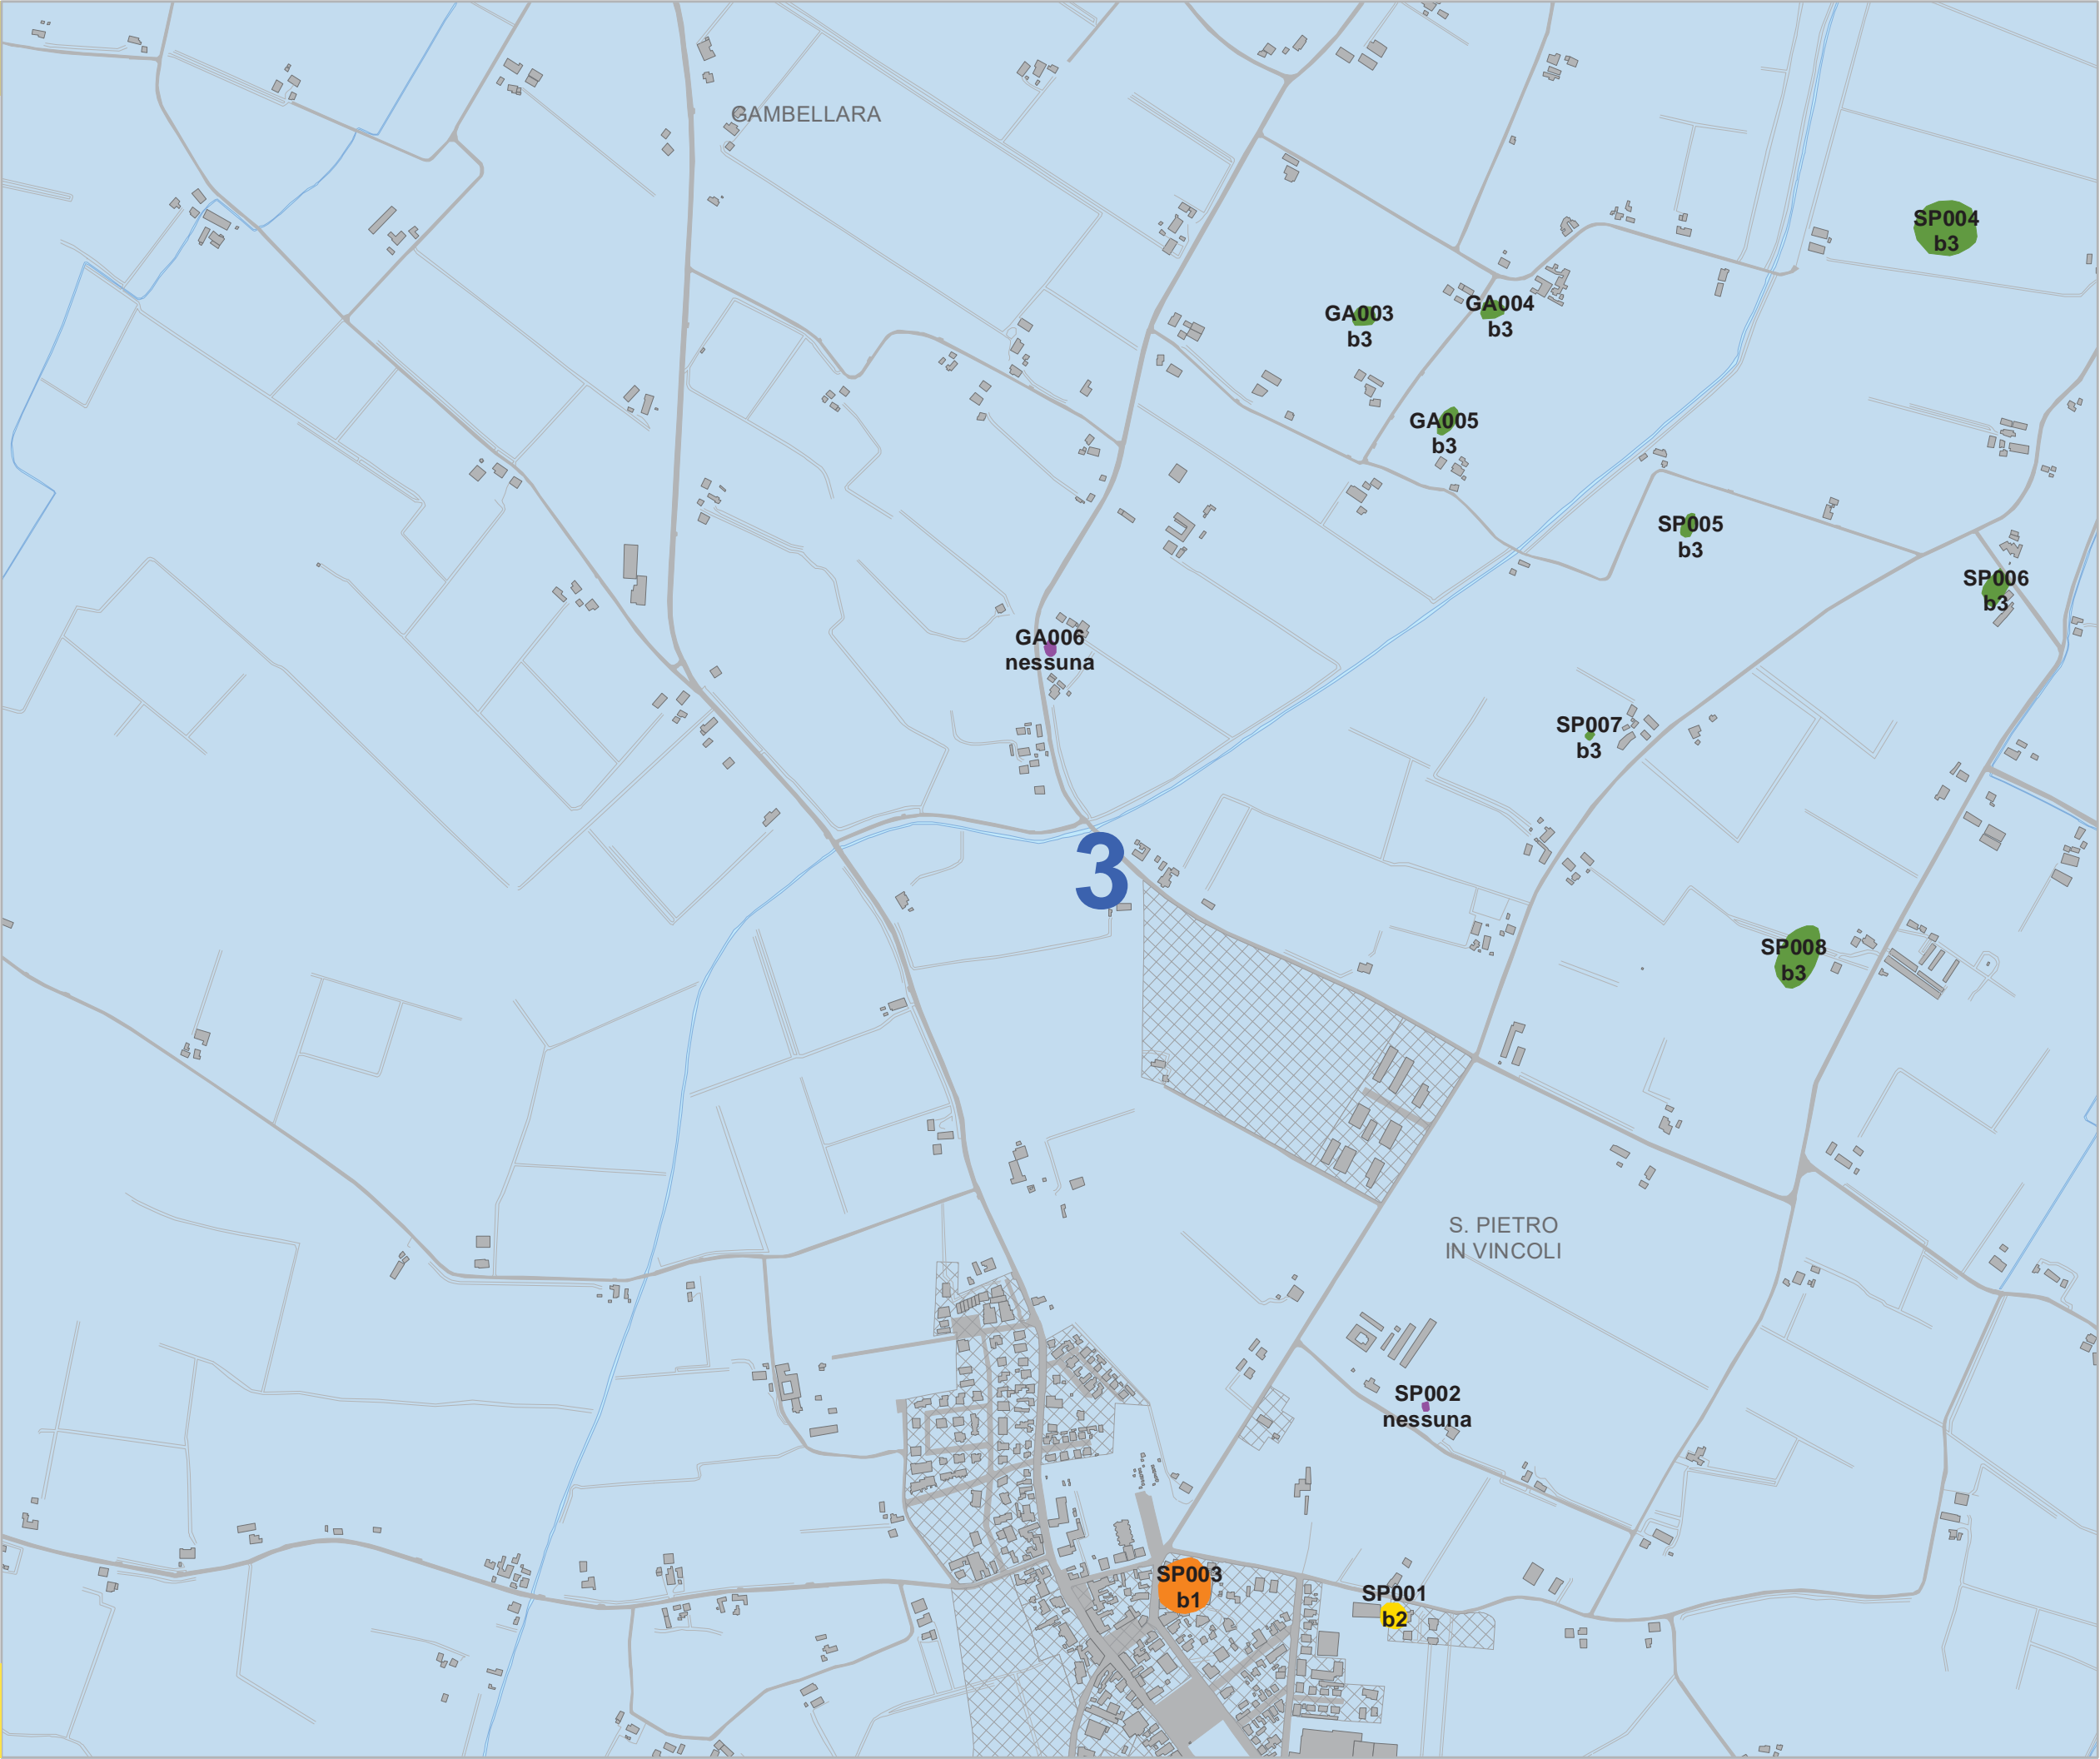 GAMBELLARA
SP004
b3
GA003
b3
GA004
b3
GA005
b3
SP005
b3
SP006
b3
GA006
nessuna
SP007
b3
3
SP008
b3
S. PIETRO
IN VINCOLI
SP002
nessuna
SP003
b1
SP001
b2